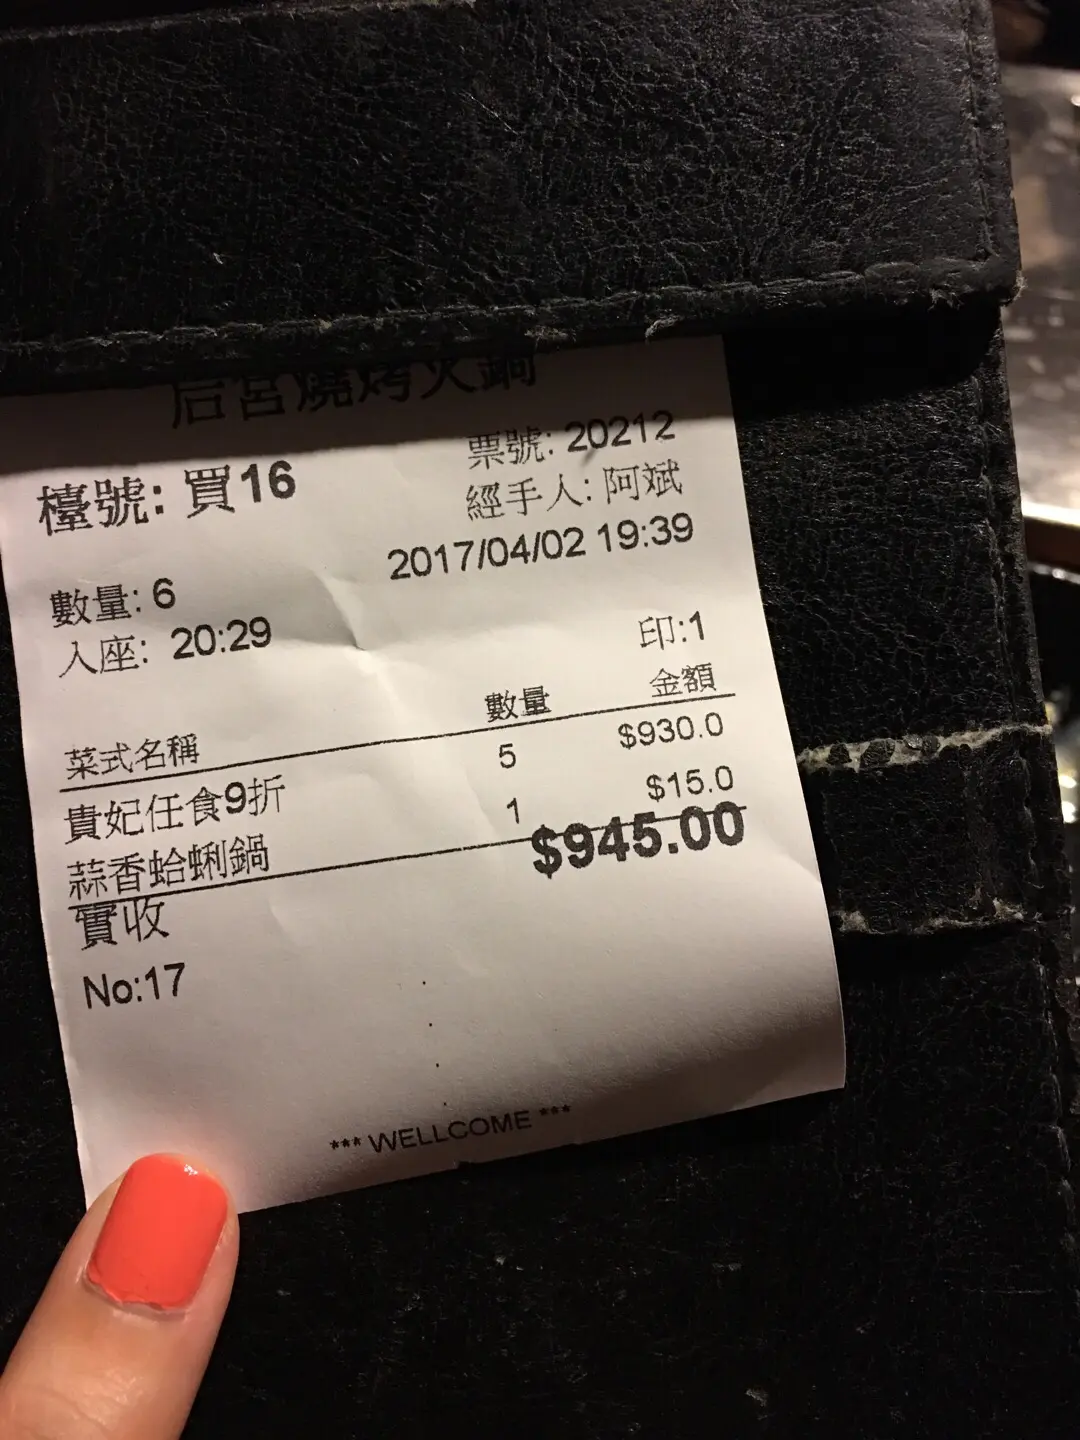 后宮燒烤火鍋
票號: 20212
檯號: 買16
經手人: 阿斌
2017/04/02 19:39
數量: 6
入座: 20:29
印:1
菜式名稱 數量 金額
貴妃任食9折 5 $930.0
蒜香蛤蜊鍋 1 $15.0
實收 $945.00
No:17
*** WELLCOME ***